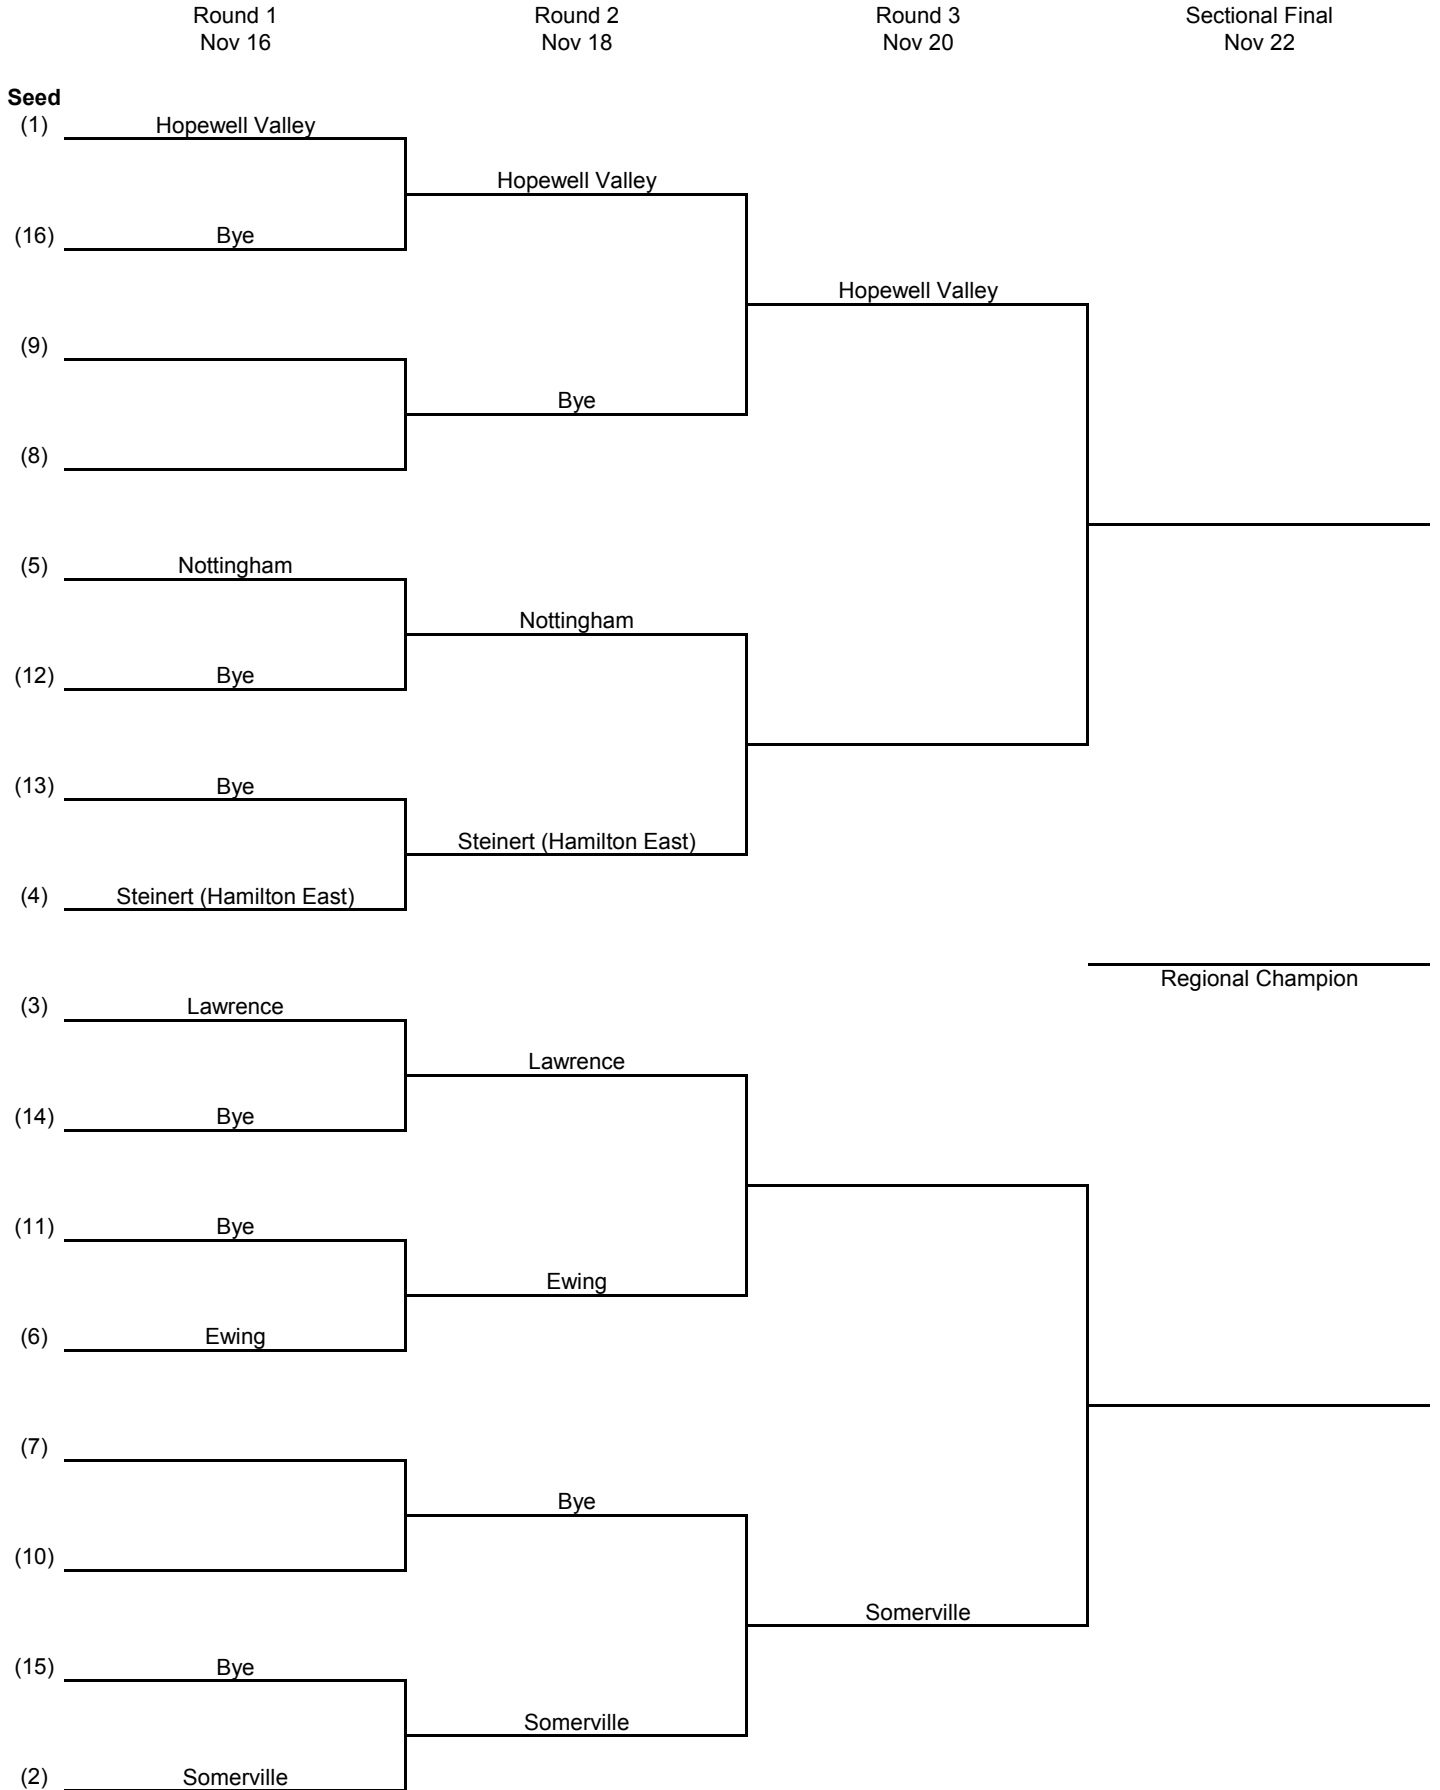 Round 1 Round 2 Round 3 Sectional Final
Nov 16 Nov 18 Nov 20 Nov 22
Seed
(1) Hopewell Valley
Hopewell Valley
(16) Bye
Hopewell Valley
(9)
Bye
(8)
(5) Nottingham
Nottingham
(12) Bye
(13) Bye
Steinert (Hamilton East)
(4) Steinert (Hamilton East)
Regional Champion
(3) Lawrence
Lawrence
(14) Bye
(11) Bye
Ewing
(6) Ewing
(7)
Bye
(10)
Somerville
(15) Bye
Somerville
(2) Somerville